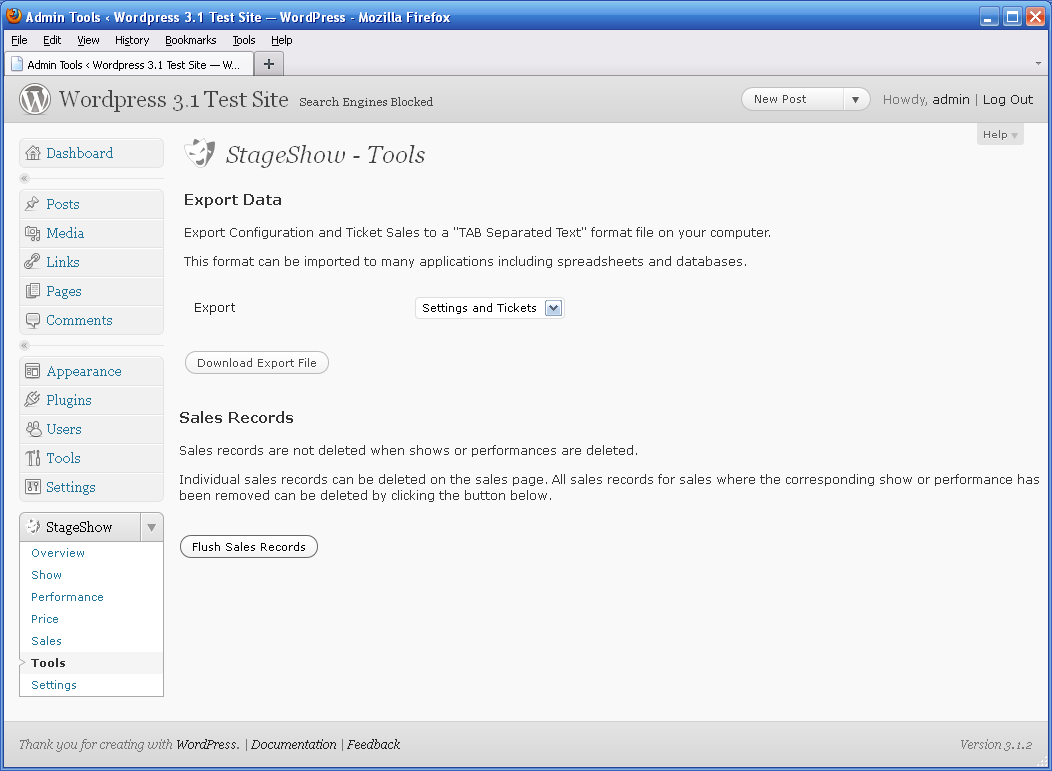 Admin Tools ‹ Wordpress 3.1 Test Site — WordPress - Mozilla Firefox
File Edit View History Bookmarks Tools Help
Admin Tools ‹ Wordpress 3.1 Test Site — W...
Wordpress 3.1 Test Site Search Engines Blocked New Post Howdy, admin | Log Out
Help
Dashboard
Posts
Media
Links
Pages
Comments
Appearance
Plugins
Users
Tools
Settings
StageShow
Overview
Show
Performance
Price
Sales
Tools
Settings
StageShow - Tools
Export Data
Export Configuration and Ticket Sales to a "TAB Separated Text" format file on your computer.
This format can be imported to many applications including spreadsheets and databases.
Export Settings and Tickets
Download Export File
Sales Records
Sales records are not deleted when shows or performances are deleted.
Individual sales records can be deleted on the sales page. All sales records for sales where the corresponding show or performance has
been removed can be deleted by clicking the button below.
Flush Sales Records
Thank you for creating with WordPress. | Documentation | Feedback Version 3.1.2